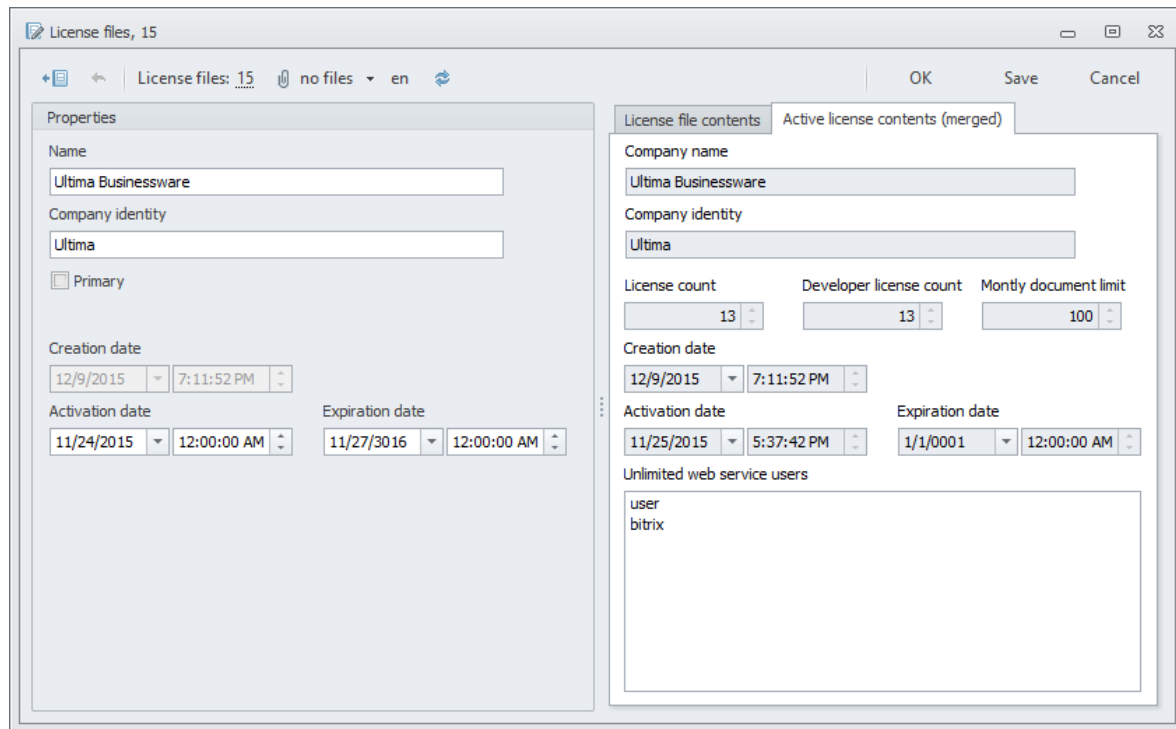 License files, 15
License files: 15 no files en OK Save Cancel
Properties
Name
Ultima Businessware
Company identity
Ultima
Primary
Creation date
12/9/2015 7:11:52 PM
Activation date Expiration date
11/24/2015 12:00:00 AM 11/27/3016 12:00:00 AM
License file contents Active license contents (merged)
Company name
Ultima Businessware
Company identity
Ultima
License count Developer license count Montly document limit
13 13 100
Creation date
12/9/2015 7:11:52 PM
Activation date Expiration date
11/25/2015 5:37:42 PM 1/1/0001 12:00:00 AM
Unlimited web service users
user
bitrix